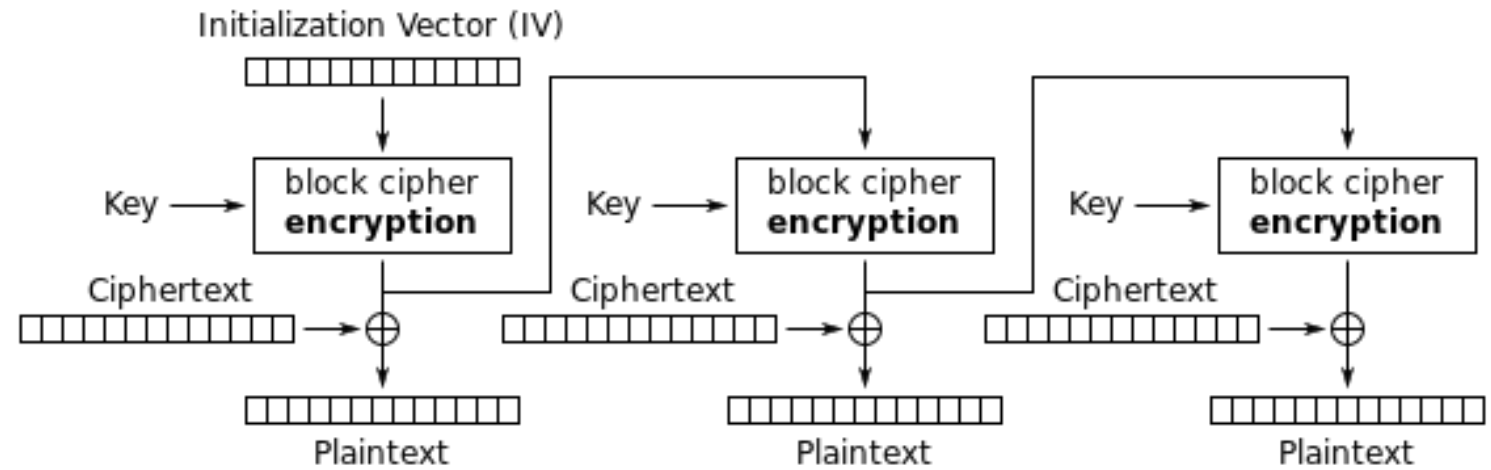 Initialization Vector (IV)
Key
block cipher
encryption
Key
block cipher
encryption
Key
block cipher
encryption
Ciphertext
Ciphertext
Ciphertext
Plaintext
Plaintext
Plaintext